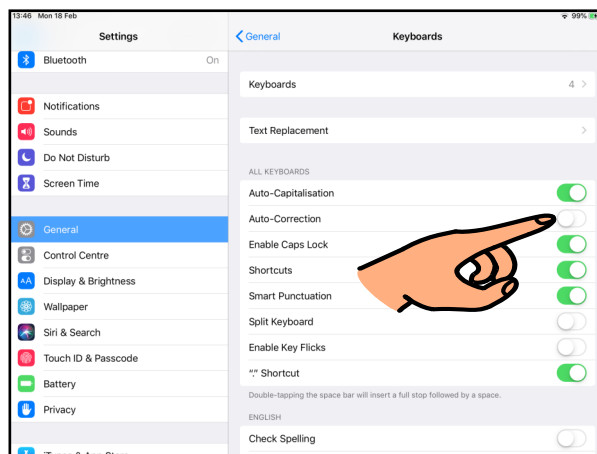 13:46 Mon 18 Feb
99%
Settings
General
Keyboards
Bluetooth On
Notifications
Sounds
Do Not Disturb
Screen Time
General
Control Centre
AA Display & Brightness
Wallpaper
Siri & Search
Touch ID & Passcode
Battery
Privacy
Keyboards 4
Text Replacement
ALL KEYBOARDS
Auto-Capitalisation
Auto-Correction
Enable Caps Lock
Shortcuts
Smart Punctuation
Split Keyboard
Enable Key Flicks
“.” Shortcut
Double-tapping the space bar will insert a full stop followed by a space.
ENGLISH
Check Spelling